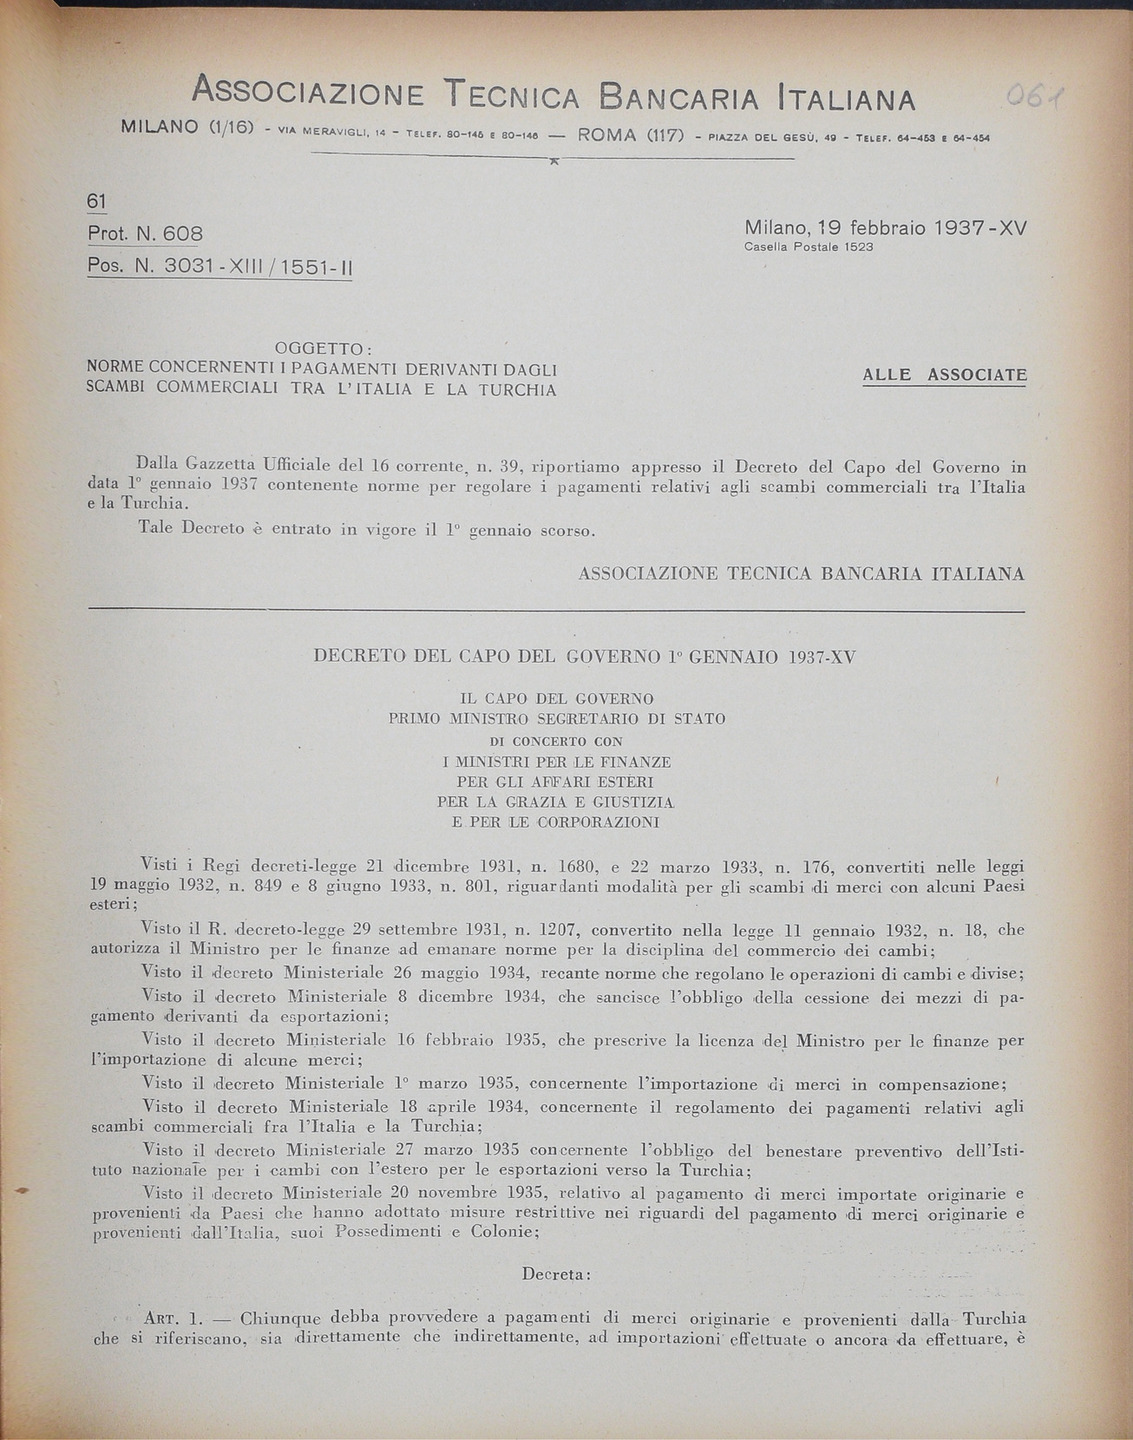 ASSOCIAZIONE TECNICA BANCARIA ITALIANA
061
MILANO (1/16) - VIA MERAVIGLI, 14 - TELEF. 80-145 E 80-146 — ROMA (117) - PIAZZA DEL GESÙ, 49 - TELEF. 64-453 E 64-454
61
Prot. N. 608
Pos. N. 3031-XIII/1551-II
Milano, 19 febbraio 1937-XV
Casella Postale 1523
OGGETTO:
NORME CONCERNENTI I PAGAMENTI DERIVANTI DAGLI
SCAMBI COMMERCIALI TRA L'ITALIA E LA TURCHIA
ALLE ASSOCIATE
Dalla Gazzetta Ufficiale del 16 corrente, n. 39, riportiamo appresso il Decreto del Capo del Governo in
data 1° gennaio 1937 contenente norme per regolare i pagamenti relativi agli scambi commerciali tra l'Italia
e la Turchia.
Tale Decreto è entrato in vigore il 1° gennaio scorso.
ASSOCIAZIONE TECNICA BANCARIA ITALIANA
DECRETO DEL CAPO DEL GOVERNO 1° GENNAIO 1937-XV
IL CAPO DEL GOVERNO
PRIMO MINISTRO SEGRETARIO DI STATO
DI CONCERTO CON
I MINISTRI PER LE FINANZE
PER GLI AFFARI ESTERI
PER LA GRAZIA E GIUSTIZIA
E PER LE CORPORAZIONI
Visti i Regi decreti-legge 21 dicembre 1931, n. 1680, e 22 marzo 1933, n. 176, convertiti nelle leggi
19 maggio 1932, n. 849 e 8 giugno 1933, n. 801, riguardanti modalità per gli scambi di merci con alcuni Paesi
esteri;
Visto il R. decreto-legge 29 settembre 1931, n. 1207, convertito nella legge 11 gennaio 1932, n. 18, che
autorizza il Ministro per le finanze ad emanare norme per la disciplina del commercio dei cambi;
Visto il decreto Ministeriale 26 maggio 1934, recante norme che regolano le operazioni di cambi e divise;
Visto il decreto Ministeriale 8 dicembre 1934, che sancisce l'obbligo della cessione dei mezzi di pa-
gamento derivanti da esportazioni;
Visto il decreto Ministeriale 16 febbraio 1935, che prescrive la licenza del Ministro per le finanze per
l'importazione di alcune merci;
Visto il decreto Ministeriale 1° marzo 1935, concernente l'importazione di merci in compensazione;
Visto il decreto Ministeriale 18 aprile 1934, concernente il regolamento dei pagamenti relativi agli
scambi commerciali fra l'Italia e la Turchia;
Visto il decreto Ministeriale 27 marzo 1935 concernente l'obbligo del benestare preventivo dell'Isti-
tuto nazionale per i cambi con l'estero per le esportazioni verso la Turchia;
Visto il decreto Ministeriale 20 novembre 1935, relativo al pagamento di merci importate originarie e
provenienti da Paesi che hanno adottato misure restrittive nei riguardi del pagamento di merci originarie e
provenienti dall'Italia, suoi Possedimenti e Colonie;
Decreta:
ART. 1. — Chiunque debba provvedere a pagamenti di merci originarie e provenienti dalla Turchia
che si riferiscano, sia direttamente che indirettamente, ad importazioni effettuate o ancora da effettuare, è